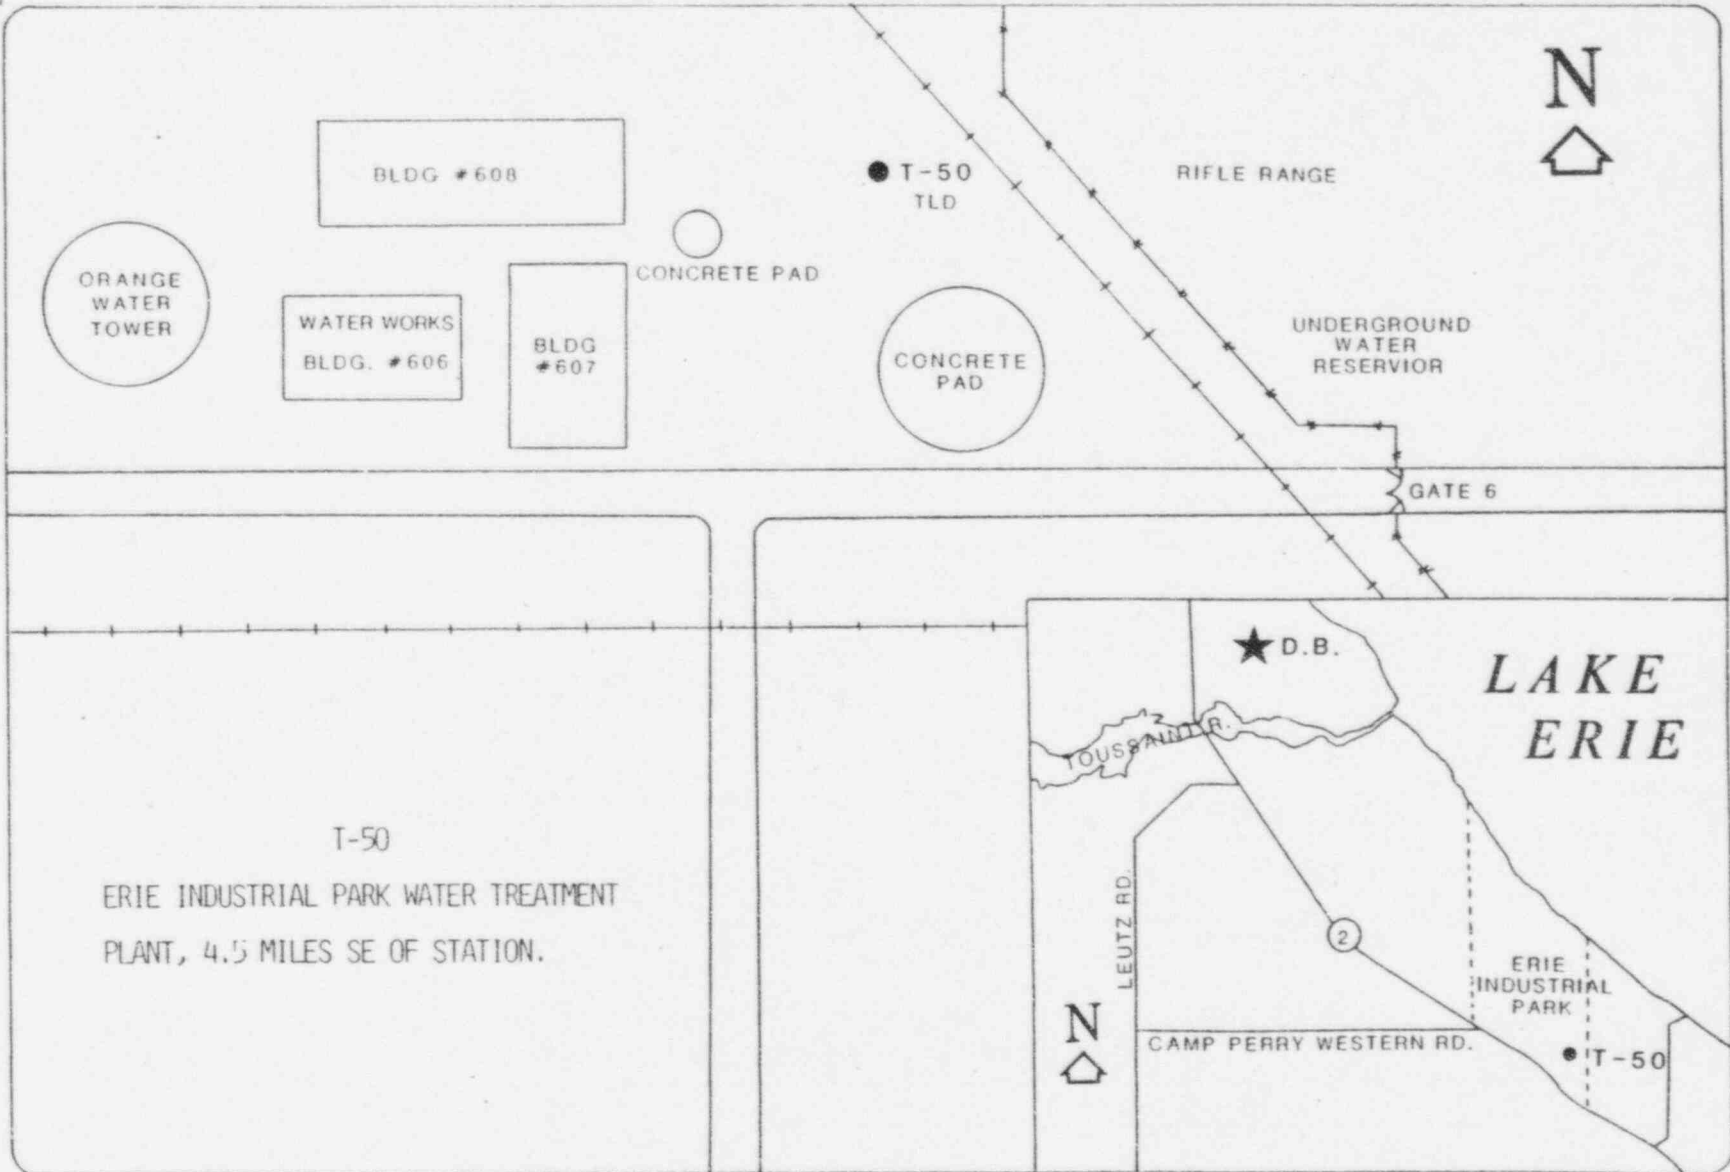 N
BLDG #608
T-50
TLD
RIFLE RANGE
ORANGE
WATER
TOWER
CONCRETE PAD
WATER WORKS
BLDG. #606
BLDG
#607
CONCRETE
PAD
UNDERGROUND
WATER
RESERVIOR
GATE 6
D.B.
LAKE
ERIE
TOUSSAINT R.
T-50
ERIE INDUSTRIAL PARK WATER TREATMENT
PLANT, 4.5 MILES SE OF STATION.
LEUTZ RD.
2
ERIE
INDUSTRIAL
PARK
N
CAMP PERRY WESTERN RD.
T-50